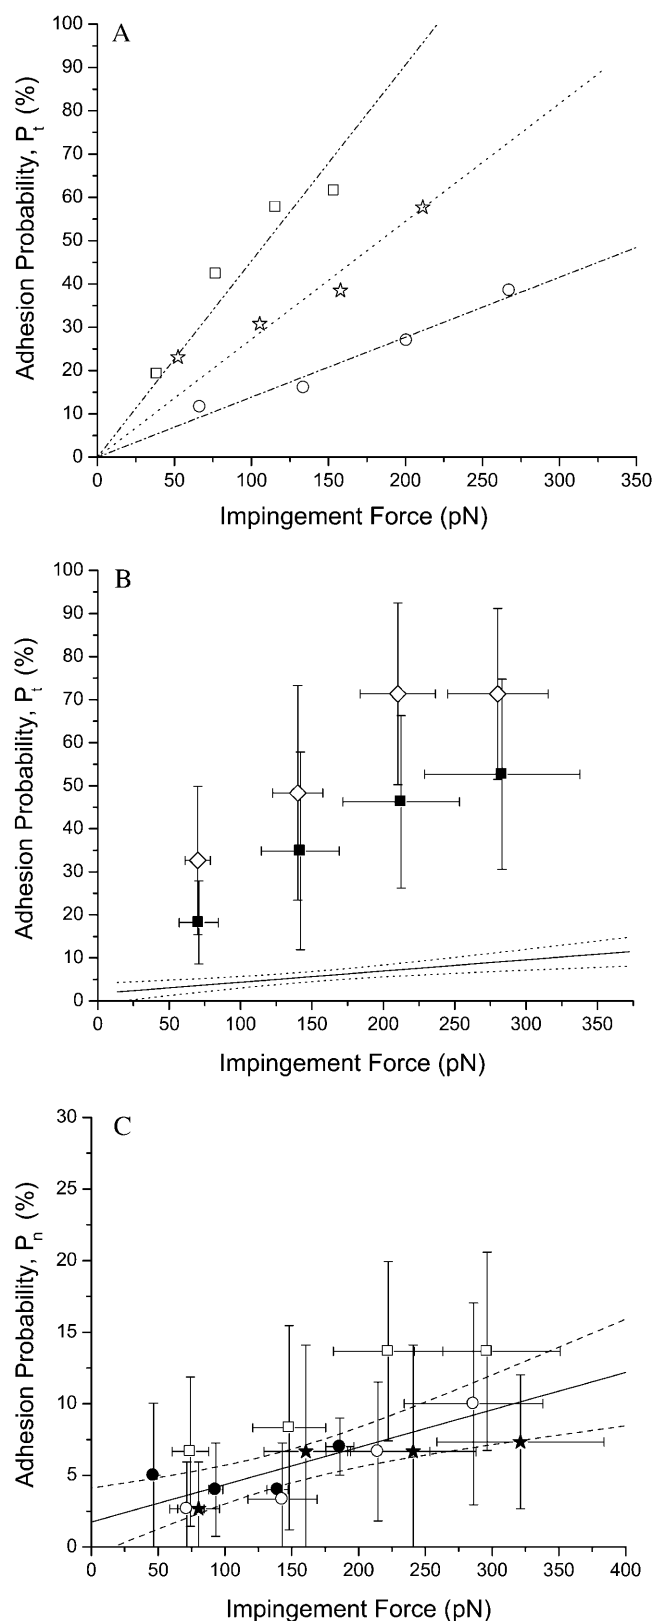 A
Adhesion Probability, Pt (%)
100
90
80
70
60
50
40
30
20
10
0
0 50 100 150 200 250 300 350
Impingement Force (pN)
B
Adhesion Probability, Pt (%)
100
90
80
70
60
50
40
30
20
10
0
0 50 100 150 200 250 300 350
Impingement Force (pN)
C
Adhesion Probability, Pn (%)
30
25
20
15
10
5
0
0 50 100 150 200 250 300 350 400
Impingement Force (pN)